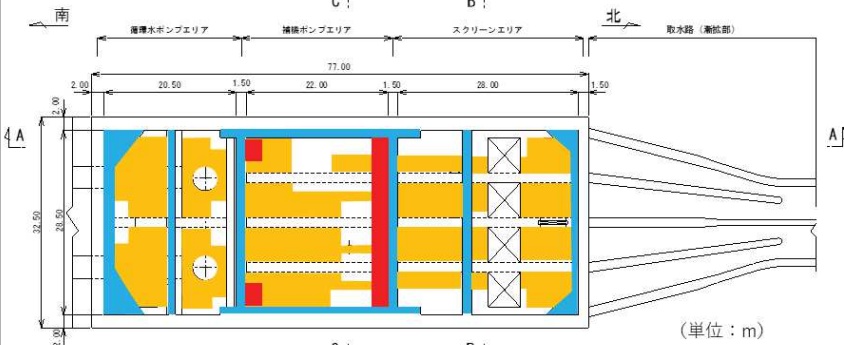 C
B
南
循環水ポンプエリア
補機ポンプエリア
スクリーンエリア
北
取水路（漸拡部）
77.00
2.00
20.50
1.50
22.00
1.50
28.00
1.50
2.00
A
A
32.50
28.50
2.00
(単位：m)